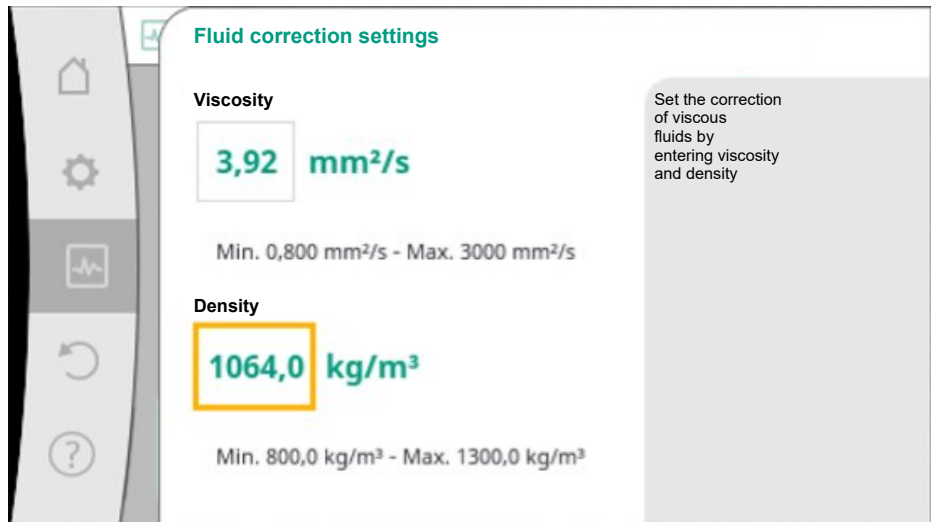 Fluid correction settings
Viscosity
3,92 mm²/s
Min. 0,800 mm²/s - Max. 3000 mm²/s
Density
1064,0 kg/m³
Min. 800,0 kg/m³ - Max. 1300,0 kg/m³
Set the correction
of viscous
fluids by
entering viscosity
and density
?